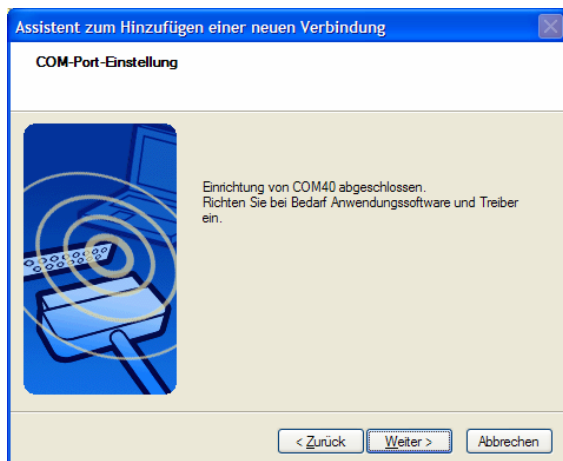 Assistent zum Hinzufügen einer neuen Verbindung
COM-Port-Einstellung
Einrichtung von COM40 abgeschlossen.
Richten Sie bei Bedarf Anwendungssoftware und Treiber
ein.
< Zurück Weiter > Abbrechen